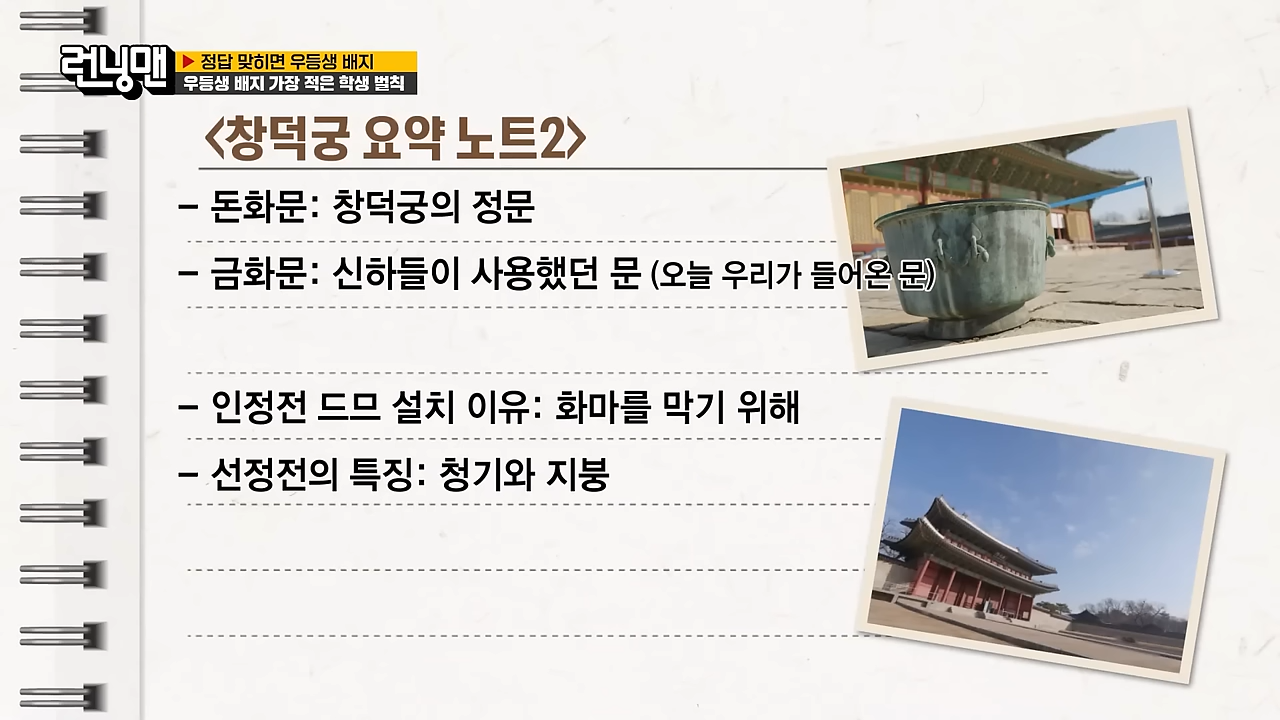 런닝맨
▶ 정답 맞히면 우등생 배지
우등생 배지 가장 적은 학생 벌칙
<창덕궁 요약 노트2>
- 돈화문: 창덕궁의 정문
- 금화문: 신하들이 사용했던 문 (오늘 우리가 들어온 문)
- 인정전 드므 설치 이유: 화마를 막기 위해
- 선정전의 특징: 청기와 지붕